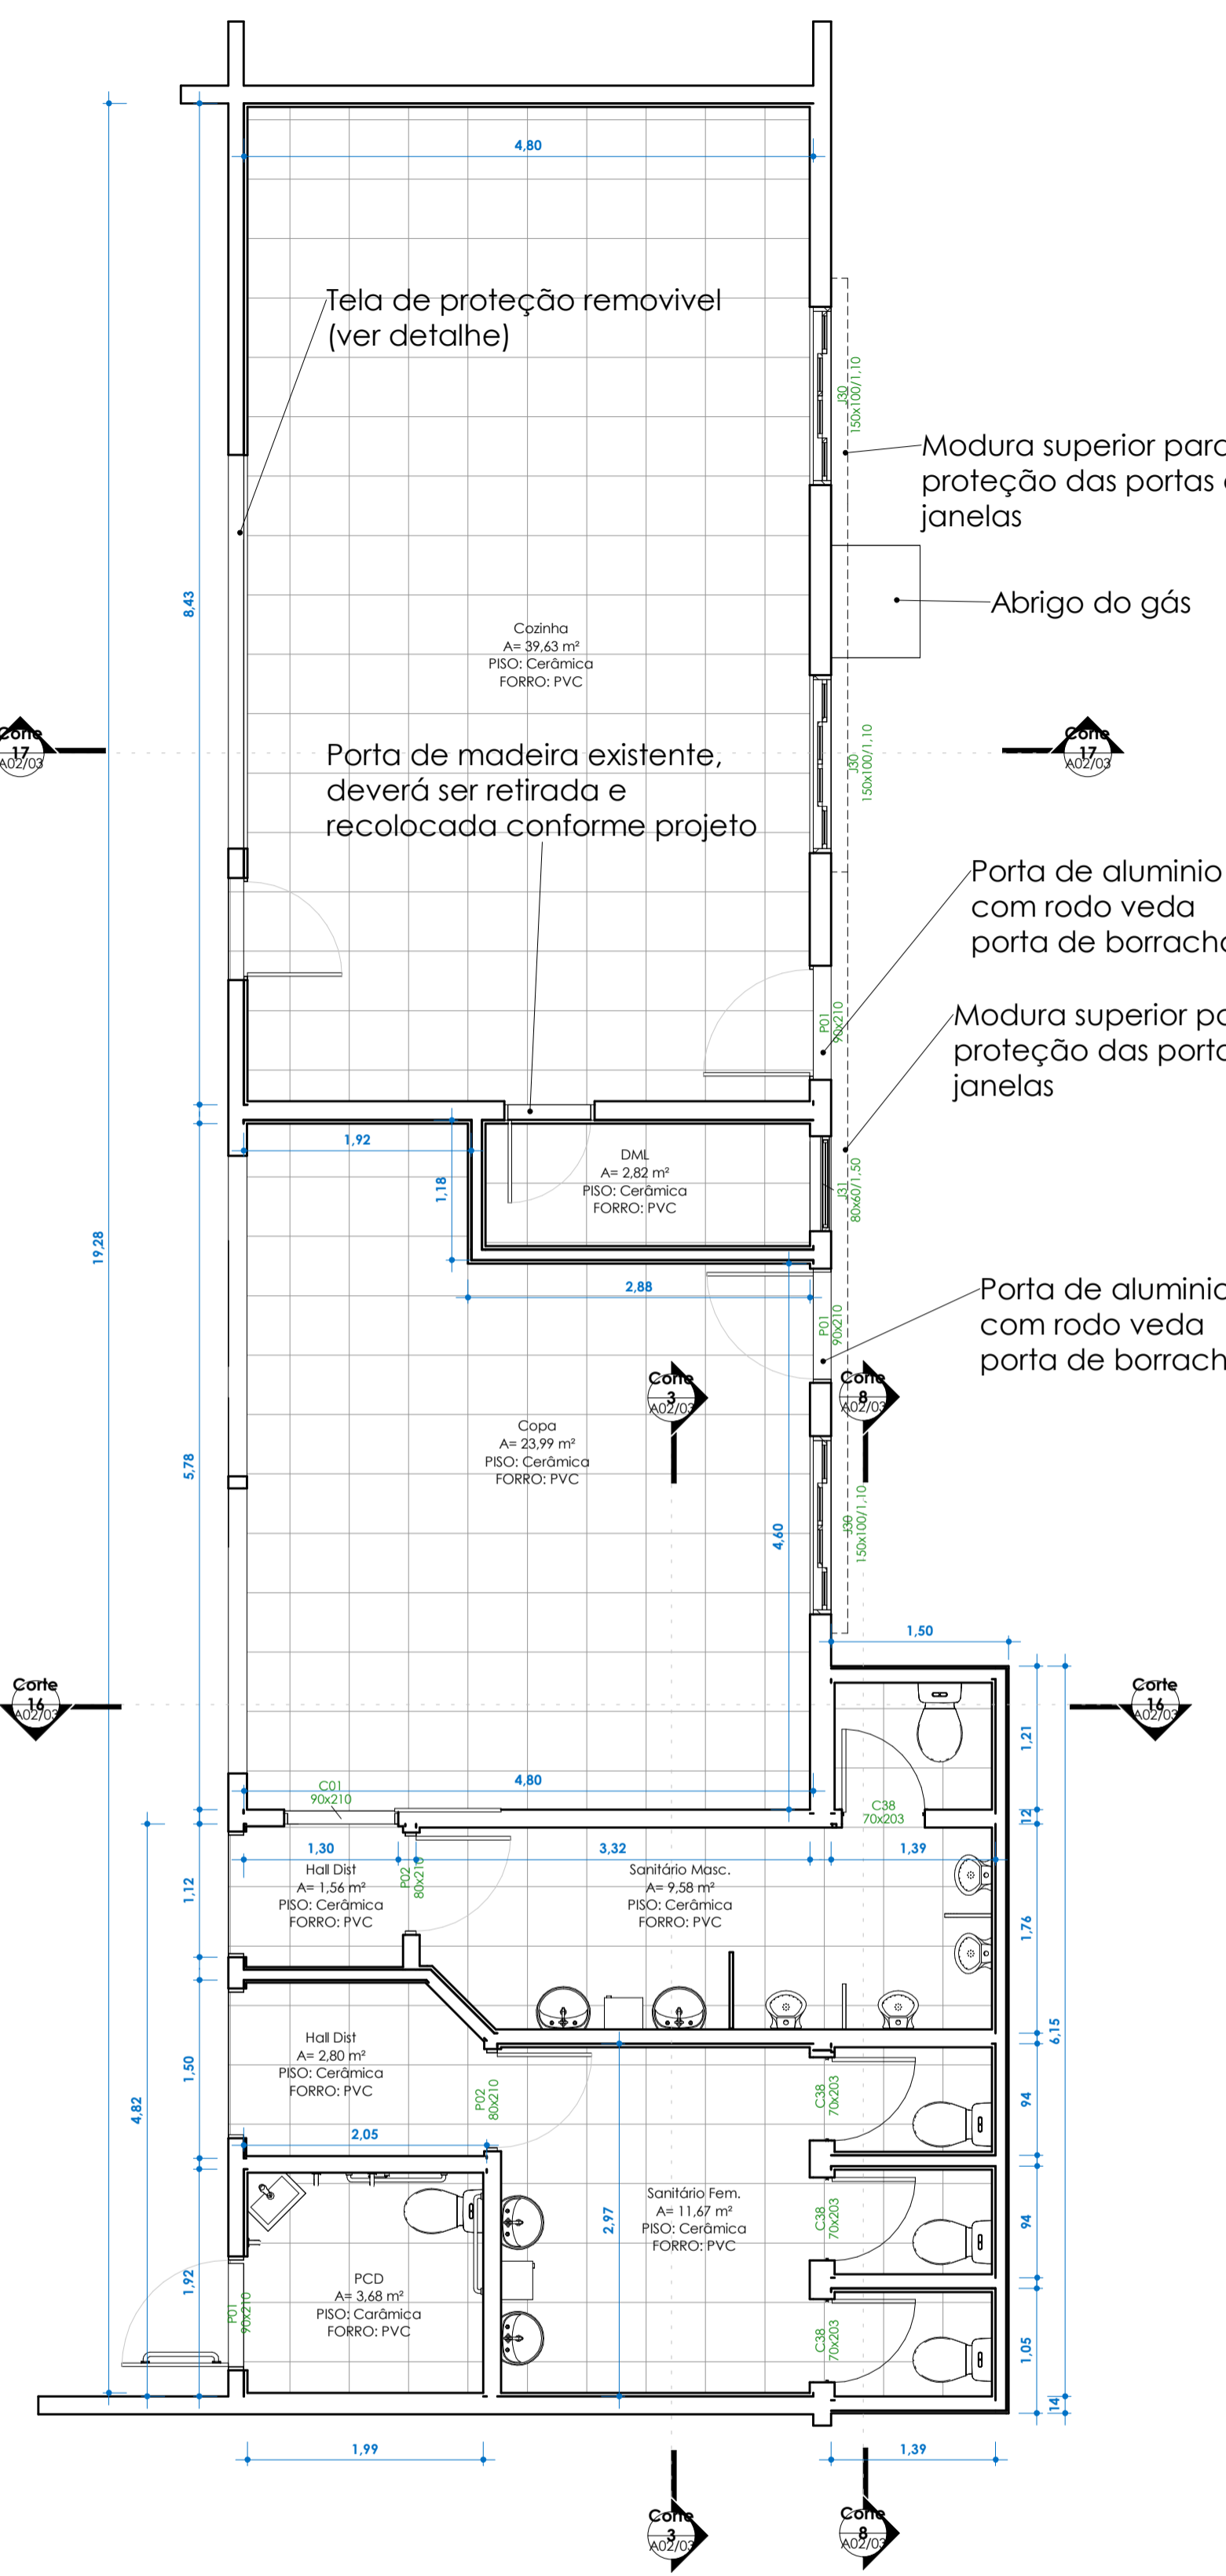 4,80
Tela de proteção removivel
(ver detalhe)
J30
150x100/1,10
Modura superior para
proteção das portas
janelas
Abrigo do gás
8,43
Cozinha
A= 39,63 m²
PISO: Cerâmica
FORRO: PVC
Corte
17
A02/03
Corte
17
A02/03
J30
150x100/1,10
Porta de madeira existente,
deverá ser retirada e
recolocada conforme projeto
Porta de aluminio
com rodo veda
porta de borracha
P01
90x210
Modura superior
proteção das
janelas
1,92
1,18
DML
A= 2,82 m²
PISO: Cerâmica
FORRO: PVC
J31
80x60/1,50
19,28
2,88
Porta de aluminio
com rodo veda
porta de
P01
90x210
Corte
3
A02/03
Corte
8
A02/03
Copa
A= 23,99 m²
PISO: Cerâmica
FORRO: PVC
5,78
4,60
J30
150x100/1,10
1,50
Corte
16
A02/03
Corte
16
A02/03
1,21
4,80
C01
90x210
C38
70x203
12
1,30
3,32
1,39
Hall Dist
A= 1,56 m²
PISO: Cerâmica
FORRO: PVC
P02
80x210
Sanitário Masc.
A= 9,58 m²
PISO: Cerâmica
FORRO: PVC
1,12
1,76
6,15
Hall Dist
A= 2,80 m²
PISO: Cerâmica
FORRO: PVC
1,50
4,82
P02
80x210
C38
70x203
94
2,05
Sanitário Fem.
A= 11,67 m²
PISO: Cerâmica
FORRO: PVC
2,97
C38
70x203
94
1,92
PCD
A= 3,68 m²
PISO: Carâmica
FORRO: PVC
P01
90x210
C38
70x203
1,05
14
1,99
1,39
Corte
3
A02/03
Corte
8
A02/03